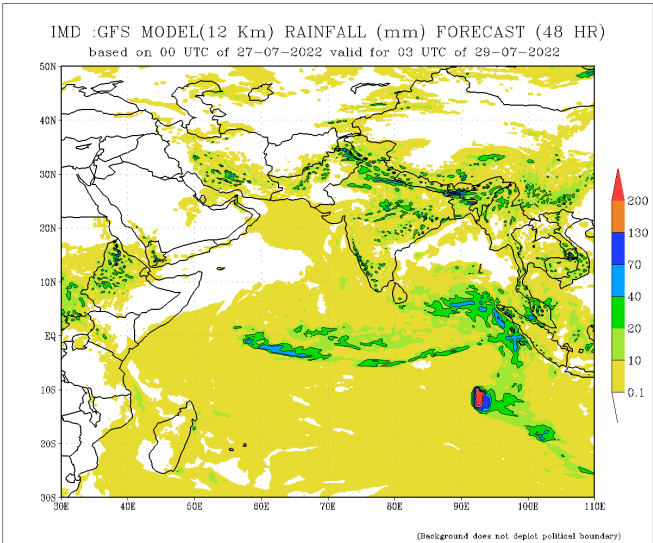 IMD :GFS MODEL(12 Km) RAINFALL (mm) FORECAST (48 HR)
based on 00 UTC of 27-07-2022 valid for 03 UTC of 29-07-2022
50N
40N
30N
20N
10N
EQ
10S
20S
30S
30E 40E 50E 60E 70E 80E 90E 100E 110E
200
130
70
40
20
10
0.1
(Background does not depict political boundary)